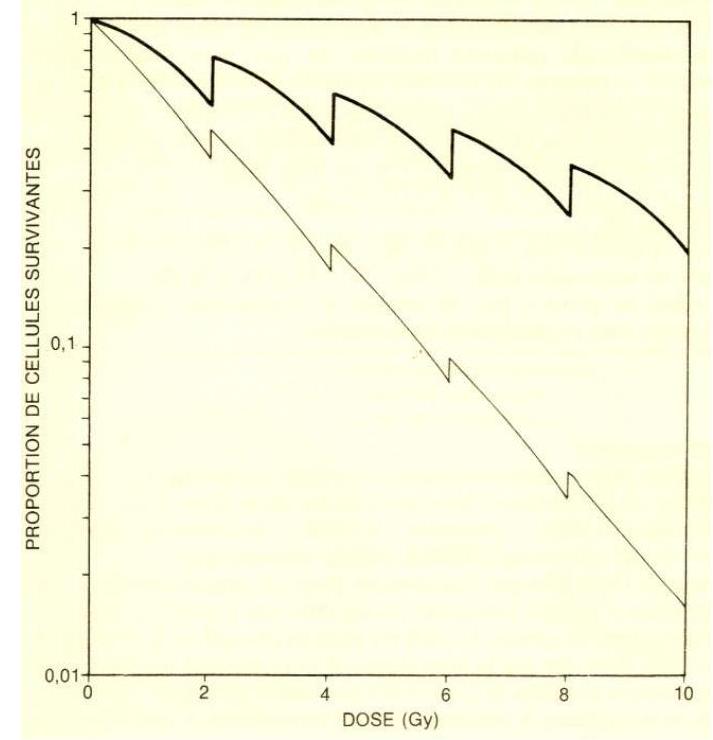 PROPORTION DE CELLULES SURVIVANTES
1
0,1
0,01
0 2 4 6 8 10
DOSE (Gy)